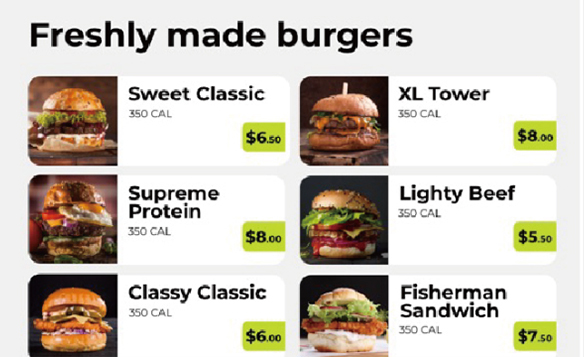 Freshly made burgers
Sweet Classic
350 CAL
$6.50
XL Tower
350 CAL
$8.00
Supreme
Protein
350 CAL
$8.00
Lighty Beef
350 CAL
$5.50
Classy Classic
350 CAL
$6.00
Fisherman
Sandwich
350 CAL
$7.50